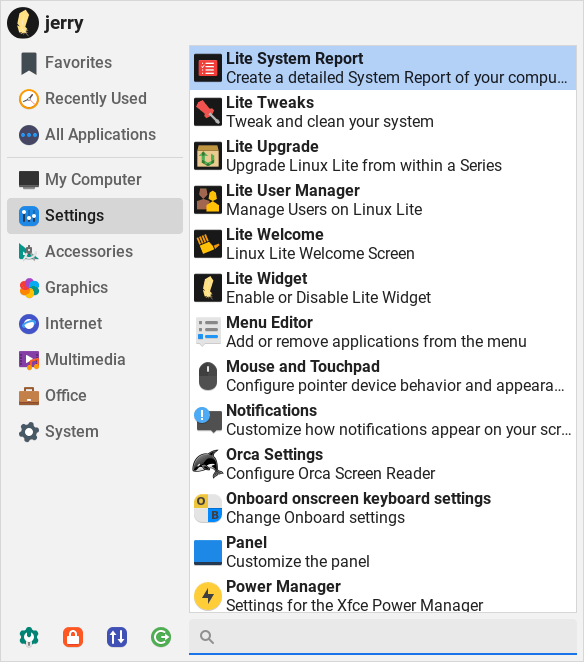 jerry
Favorites
Recently Used
All Applications
My Computer
Settings
Accessories
Graphics
Internet
Multimedia
Office
System
Lite System Report
Create a detailed System Report of your compu...
Lite Tweaks
Tweak and clean your system
Lite Upgrade
Upgrade Linux Lite from within a Series
Lite User Manager
Manage Users on Linux Lite
Lite Welcome
Linux Lite Welcome Screen
Lite Widget
Enable or Disable Lite Widget
Menu Editor
Add or remove applications from the menu
Mouse and Touchpad
Configure pointer device behavior and appeara...
Notifications
Customize how notifications appear on your scr...
Orca Settings
Configure Orca Screen Reader
Onboard onscreen keyboard settings
Change Onboard settings
Panel
Customize the panel
Power Manager
Settings for the Xfce Power Manager